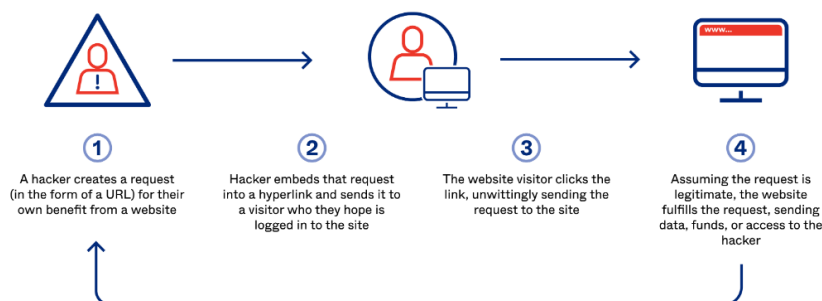 www...
!
1
A hacker creates a request
(in the form of a URL) for their
own benefit from a website
2
Hacker embeds that request
into a hyperlink and sends it to
a visitor who they hope is
logged in to the site
3
The website visitor clicks the
link, unwittingly sending the
request to the site
4
Assuming the request is
legitimate, the website
fulfills the request, sending
data, funds, or access to the
hacker